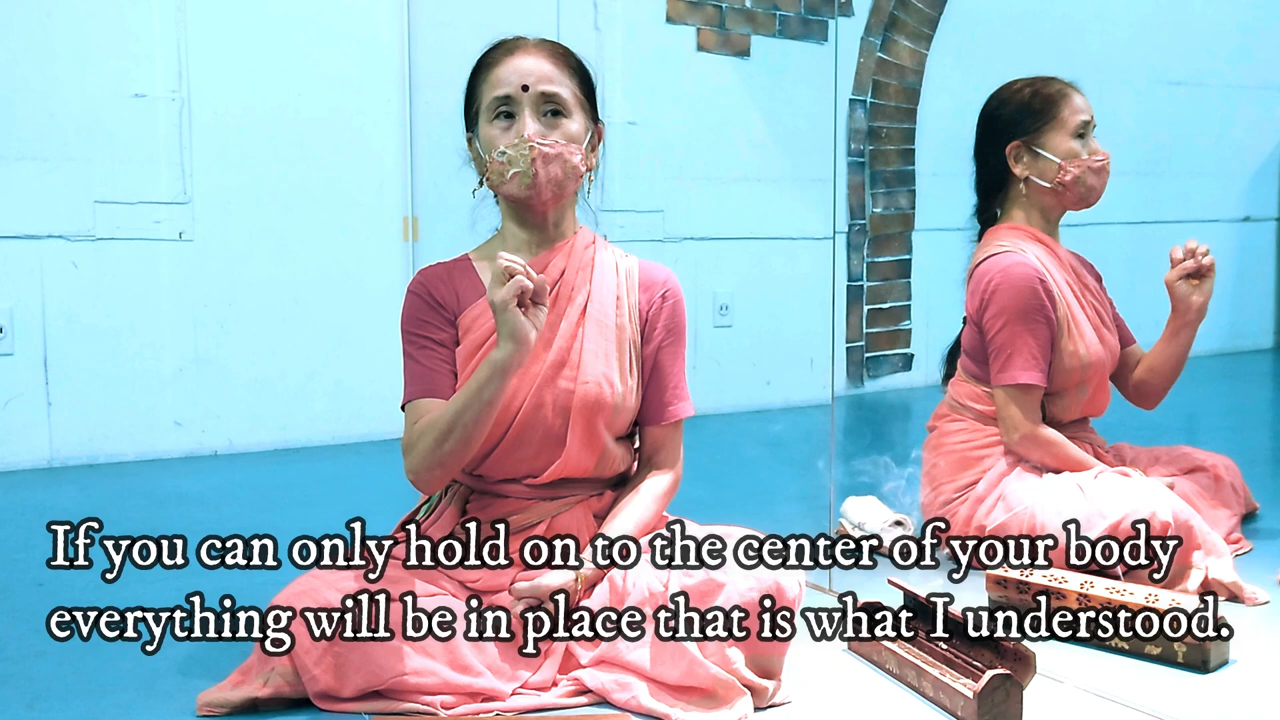 If you can only hold on to the center of your body
everything will be in place that is what I understood.